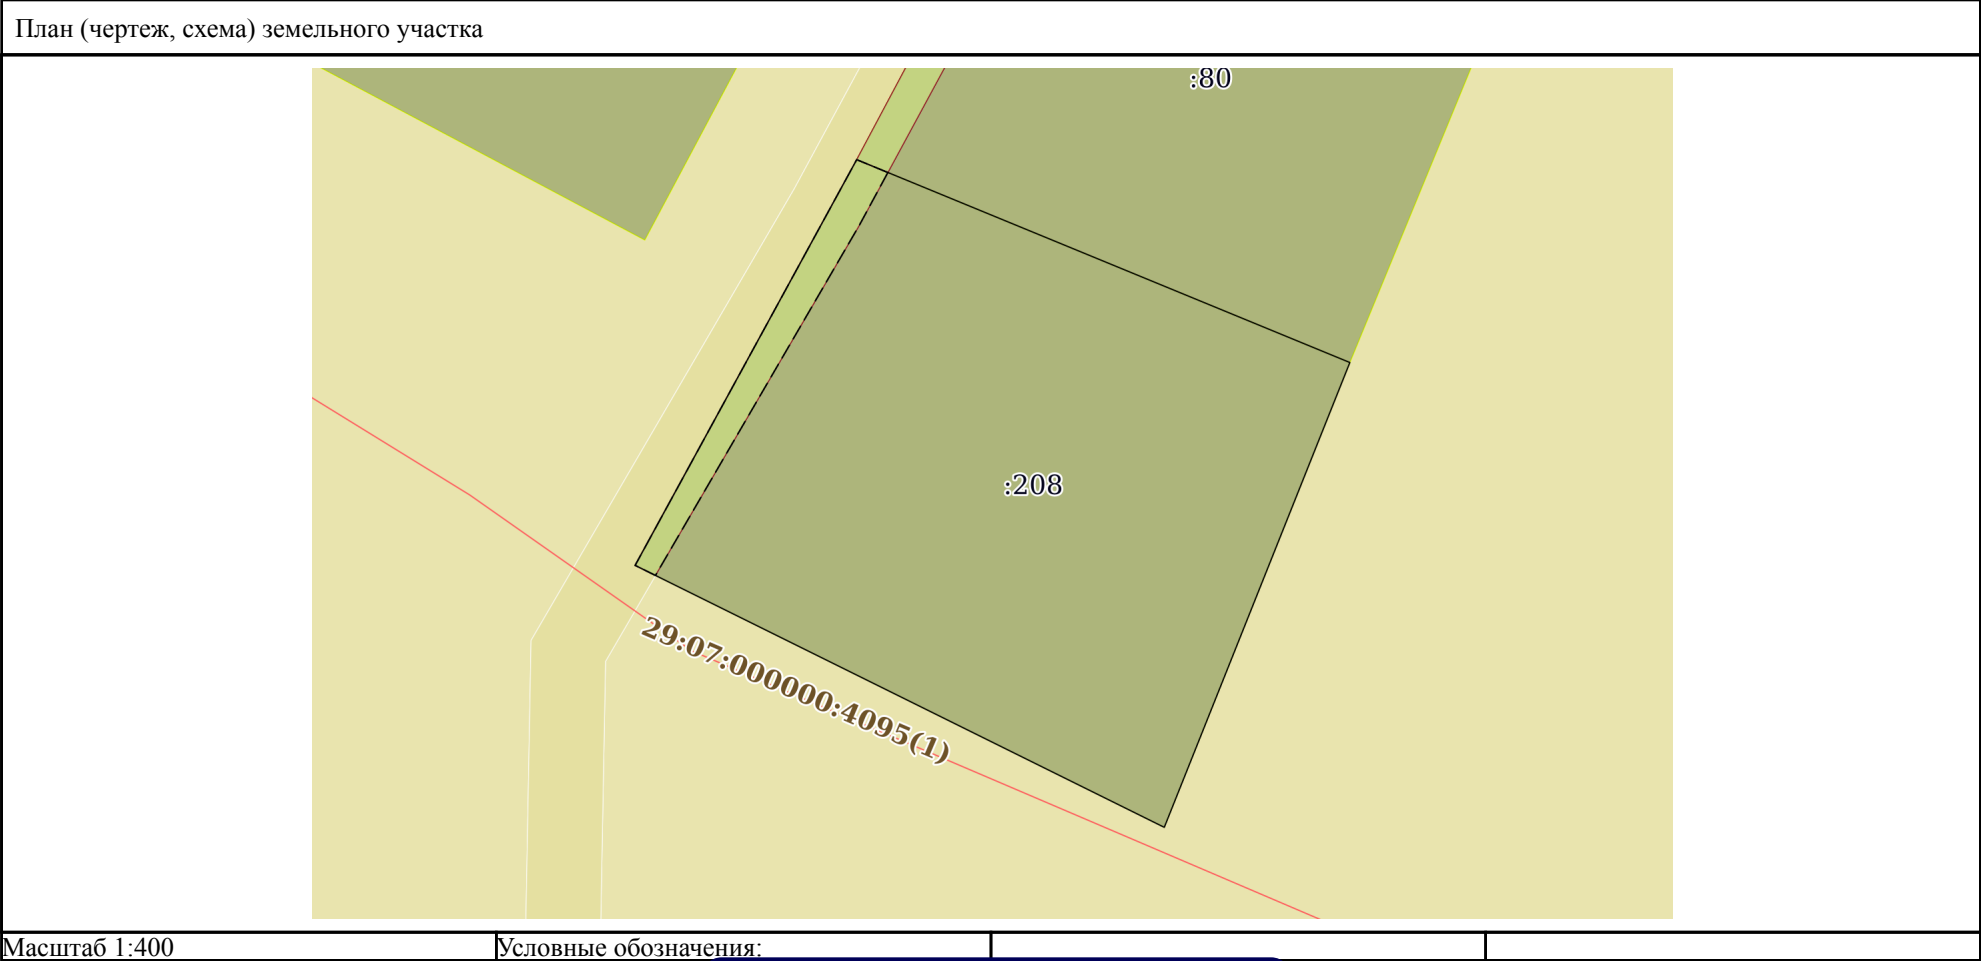 План (чертеж, схема) земельного участка
:80
:208
29:07:000000:4095(1)
Масштаб 1:400
Условные обозначения: